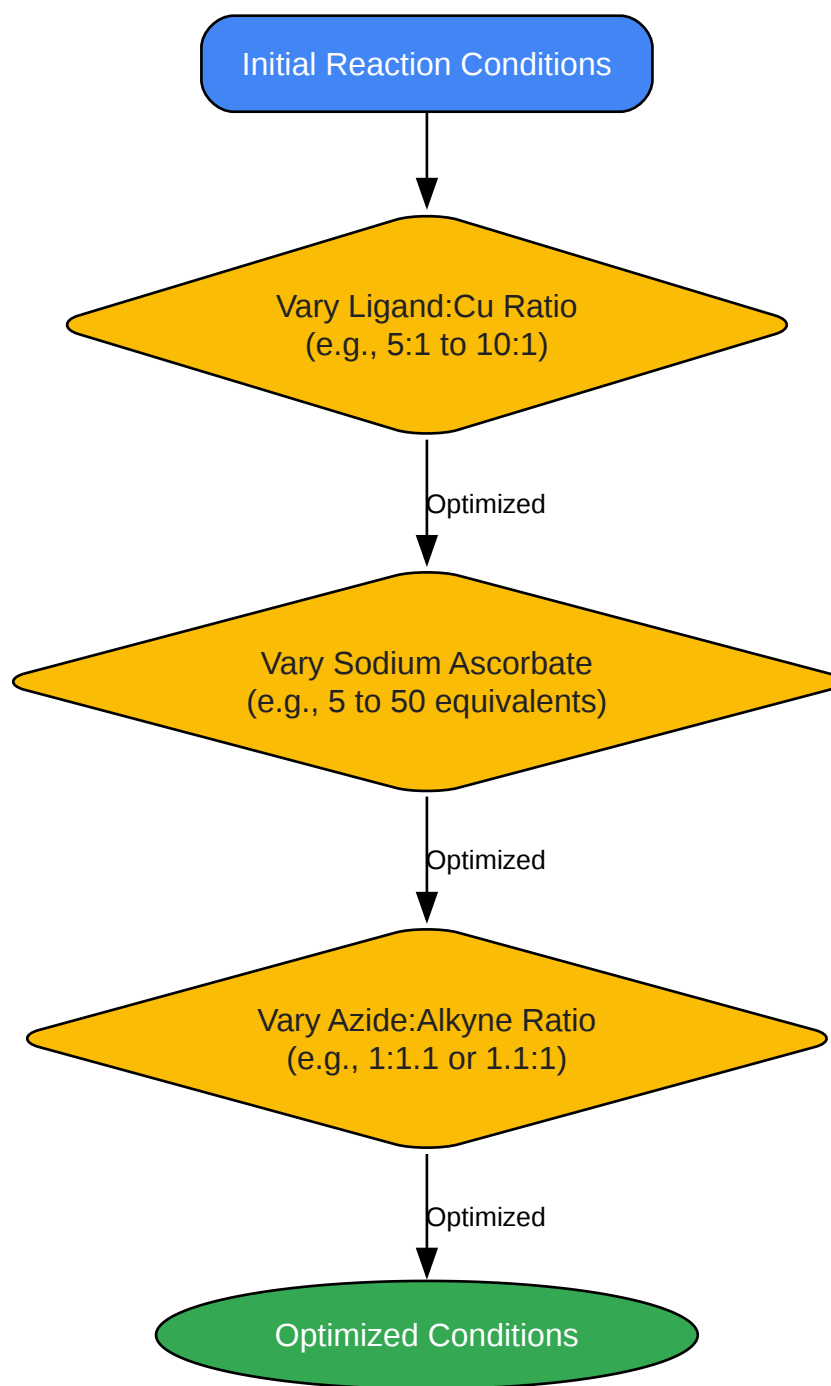 Initial Reaction Conditions
Vary Ligand:Cu Ratio
(e.g., 5:1 to 10:1)
Optimized
Vary Sodium Ascorbate
(e.g., 5 to 50 equivalents)
Optimized
Vary Azide:Alkyne Ratio
(e.g., 1:1.1 or 1.1:1)
Optimized
Optimized Conditions